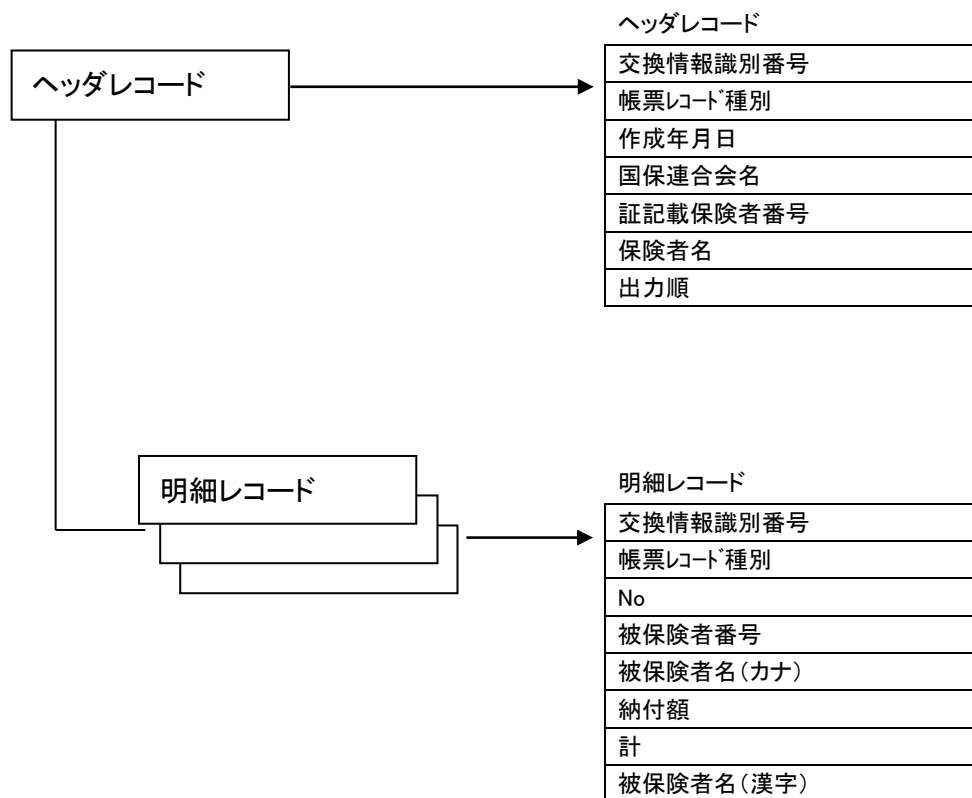 ヘッダレコード
ヘッダレコード
交換情報識別番号
帳票ﾚｺｰﾄﾞ種別
作成年月日
国保連合会名
証記載保険者番号
保険者名
出力順
明細レコード
明細レコード
交換情報識別番号
帳票ﾚｺｰﾄﾞ種別
No
被保険者番号
被保険者名(カナ)
納付額
計
被保険者名(漢字)